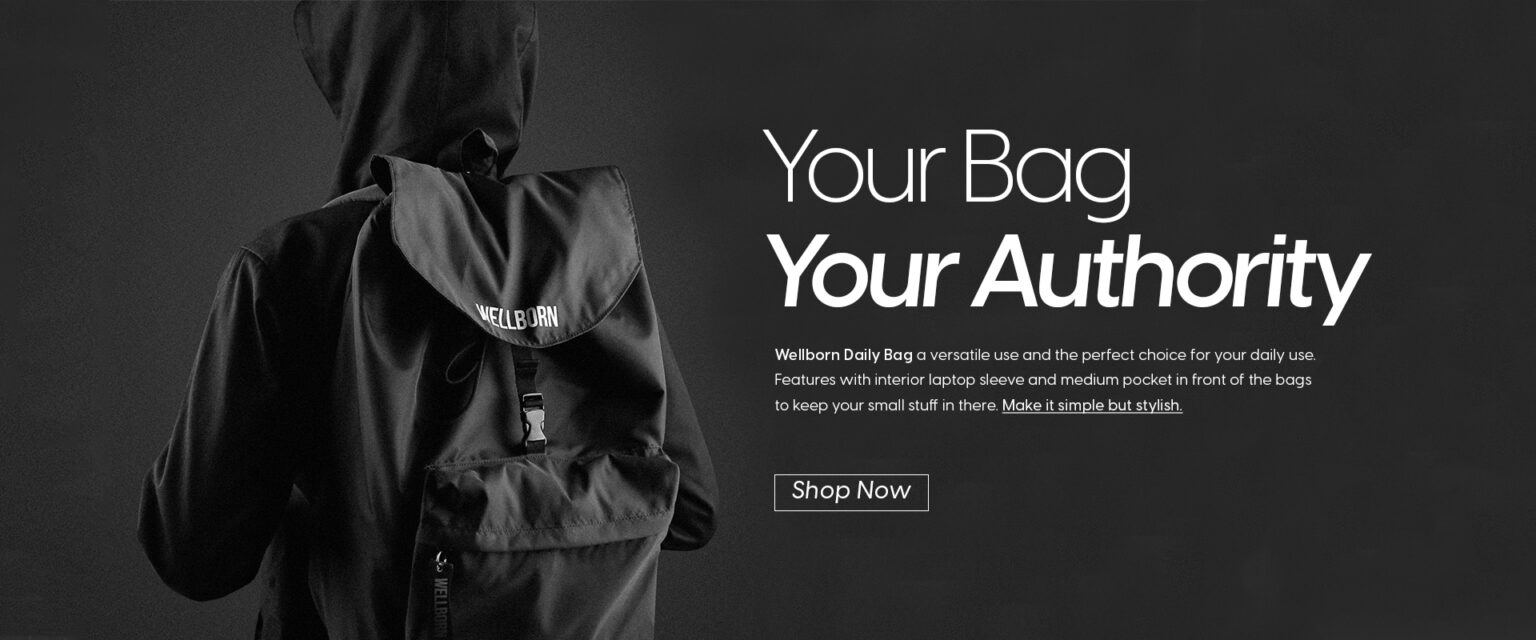 WELLBORN
WELLBORN
Your Bag
Your Authority
Wellborn Daily Bag a versatile use and the perfect choice for your daily use.
Features with interior laptop sleeve and medium pocket in front of the bags
to keep your small stuff in there. Make it simple but stylish.
Shop Now